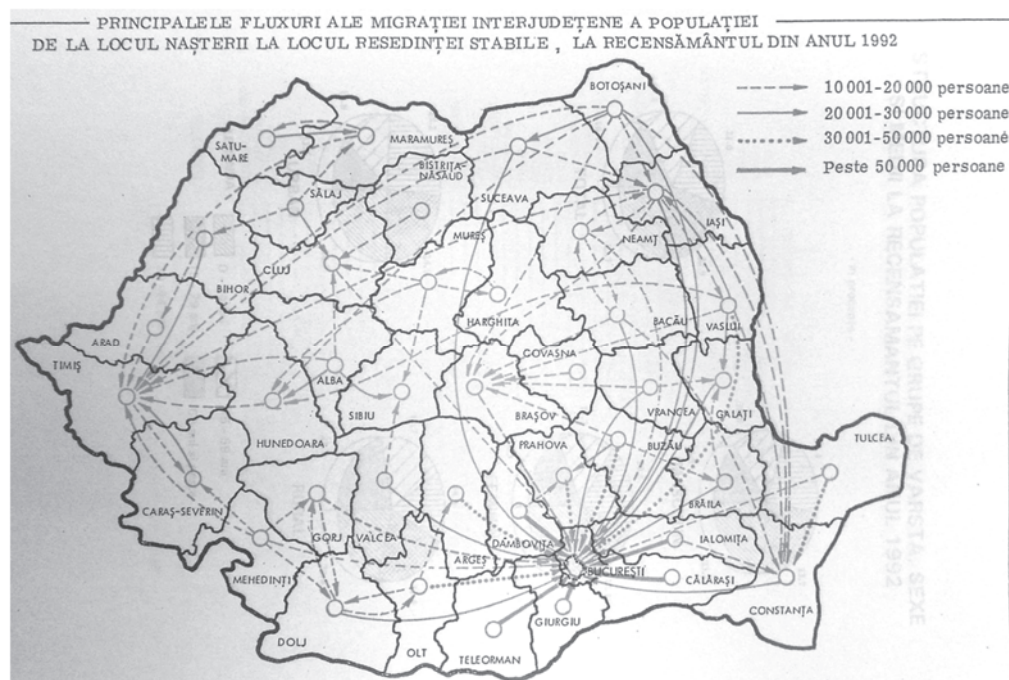 PRINCIPALELE FLUXURI ALE MIGRAȚIEI INTERJUDEȚENE A POPULAȚIEI
DE LA LOCUL NAȘTERII LA LOCUL RESEDINȚEI STABILE , LA RECENSĂMÂNTUL DIN ANUL 1992
10 001-20 000 persoane
20 001-30 000 persoane
30 001-50 000 persoane
Peste 50 000 persoane
BOTOȘANI
SATU-
MARE
MARAMUREȘ
BISTRIȚA-
NĂSĂUD
SĂLAJ
SUCEAVA
IAȘI
MUREȘ
NEAMȚ
CLUJ
BIHOR
HARGHITA
BACĂU
VASLUI
ARAD
TIMIȘ
COVASNA
ALBA
SIBIU
BRAȘOV
VRANCEA
GALAȚI
HUNEDOARA
PRAHOVA
BUZĂU
TULCEA
CARAȘ-SEVERIN
BRĂILA
GORJ
VALCEA
DÂMBOVIȚA
IALOMIȚA
ARGEȘ
BUCUREȘTI
CĂLĂRAȘI
MEHEDINȚI
CONSTANȚA
GIURGIU
DOLJ
OLT
TELEORMAN